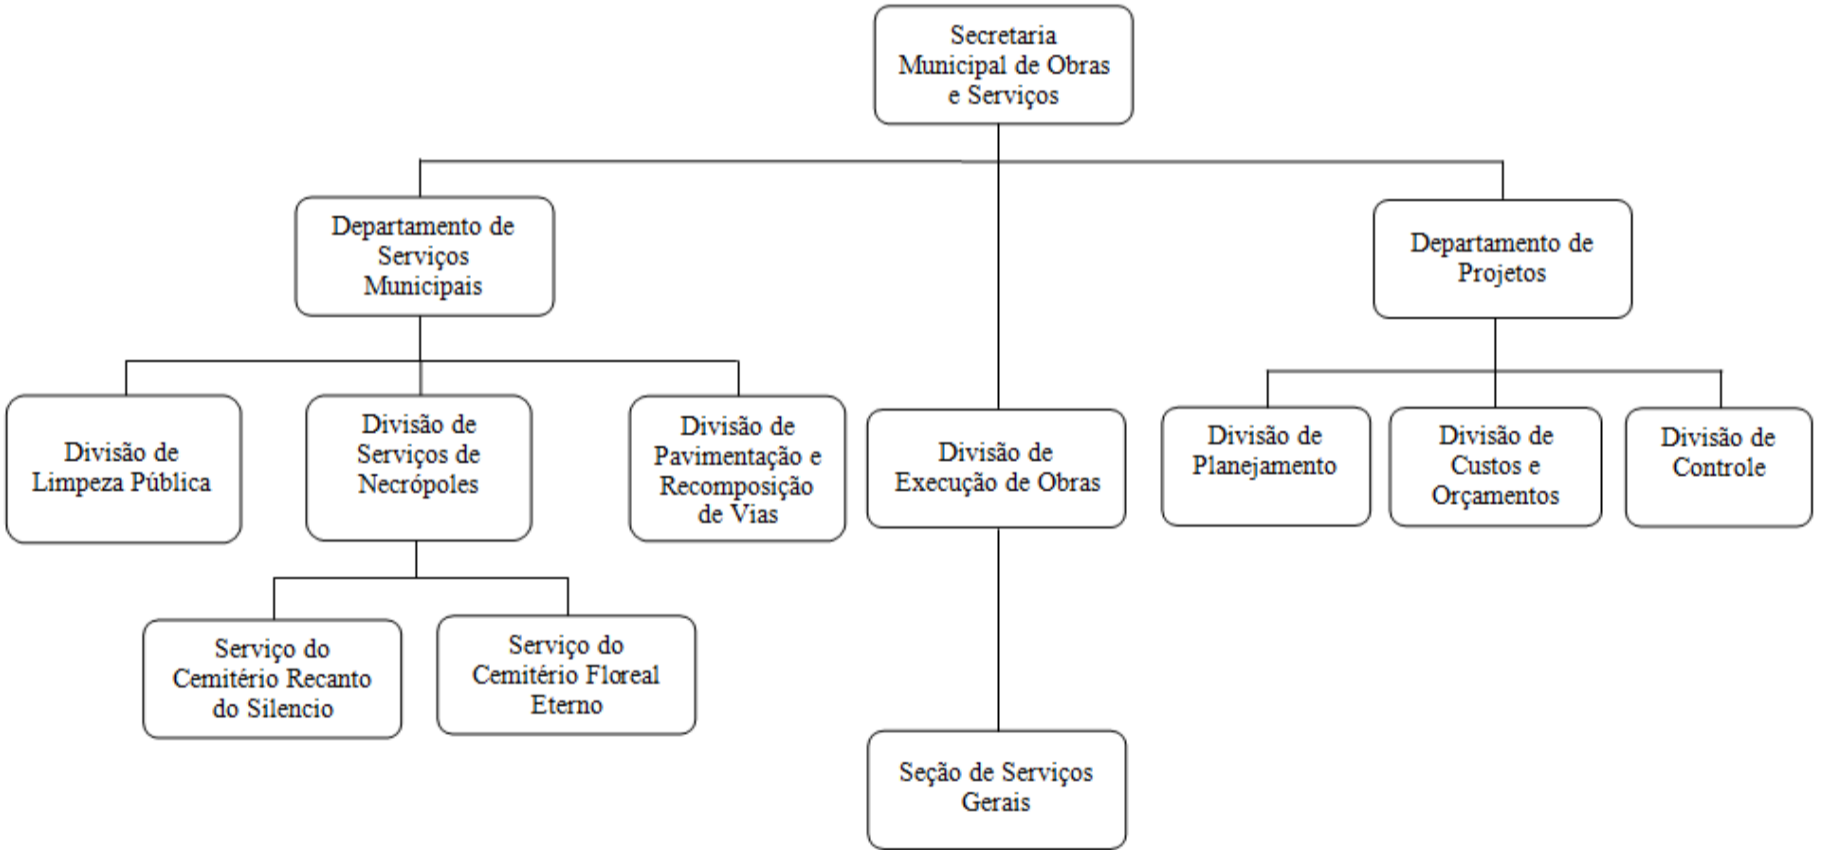 Secretaria
Municipal de Obras
e Serviços
Departamento de
Serviços
Municipais
Departamento de
Projetos
Divisão de
Limpeza Pública
Divisão de
Serviços de
Necrópoles
Divisão de
Pavimentação e
Recomposição
de Vias
Divisão de
Execução de Obras
Divisão de
Planejamento
Divisão de
Custos e
Orçamentos
Divisão de
Controle
Serviço do
Cemitério Recanto
do Silencio
Serviço do
Cemitério Floreal
Eterno
Seção de Serviços
Gerais